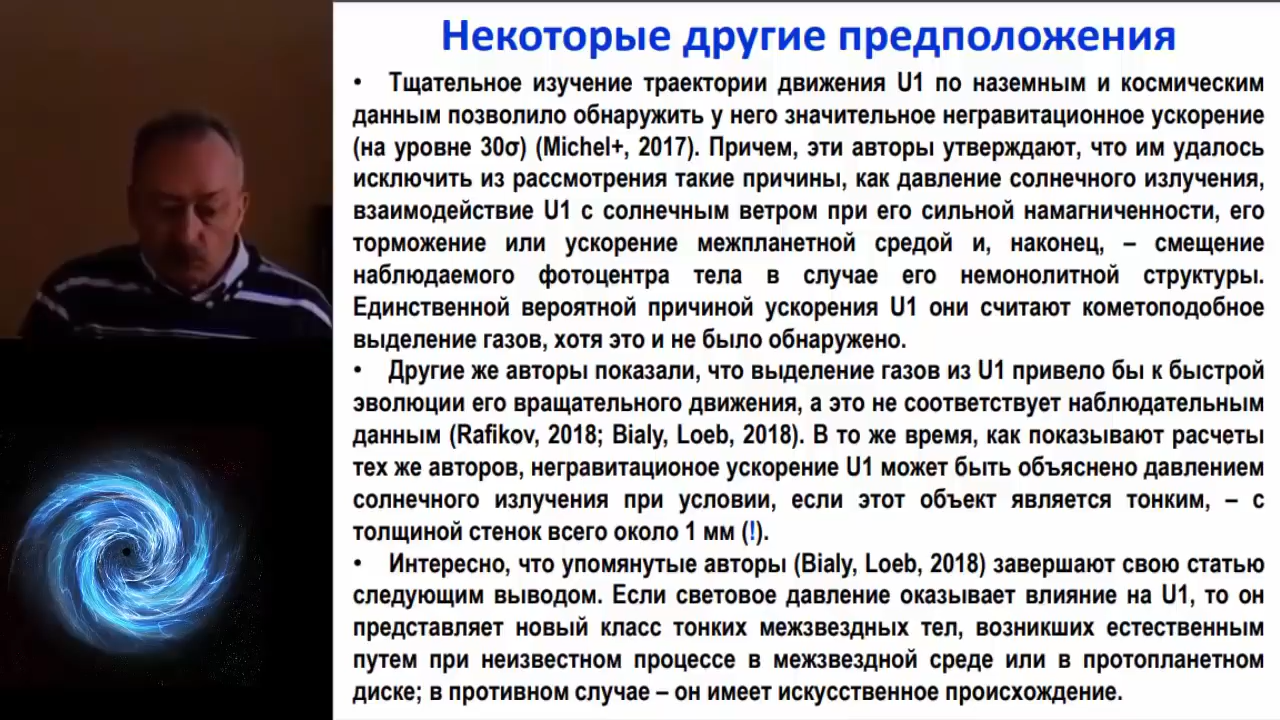 Некоторые другие предположения
• Тщательное изучение траектории движения U1 по наземным и космическим
данным позволило обнаружить у него значительное негравитационное ускорение
(на уровне 30σ) (Michel+, 2017). Причем, эти авторы утверждают, что им удалось
исключить из рассмотрения такие причины, как давление солнечного излучения,
взаимодействие U1 с солнечным ветром при его сильной намагниченности, его
торможение или ускорение межпланетной средой и, наконец, – смещение
наблюдаемого фотоцентра тела в случае его немонолитной структуры.
Единственной вероятной причиной ускорения U1 они считают кометоподобное
выделение газов, хотя это и не было обнаружено.
• Другие же авторы показали, что выделение газов из U1 привело бы к быстрой
эволюции его вращательного движения, а это не соответствует наблюдательным
данным (Rafikov, 2018; Bialy, Loeb, 2018). В то же время, как показывают расчеты
тех же авторов, негравитационое ускорение U1 может быть объяснено давлением
солнечного излучения при условии, если этот объект является тонким, – с
толщиной стенок всего около 1 мм (!).
• Интересно, что упомянутые авторы (Bialy, Loeb, 2018) завершают свою статью
следующим выводом. Если световое давление оказывает влияние на U1, то он
представляет новый класс тонких межзвездных тел, возникших естественным
путем при неизвестном процессе в межзвездной среде или в протопланетном
диске; в противном случае – он имеет искусственное происхождение.